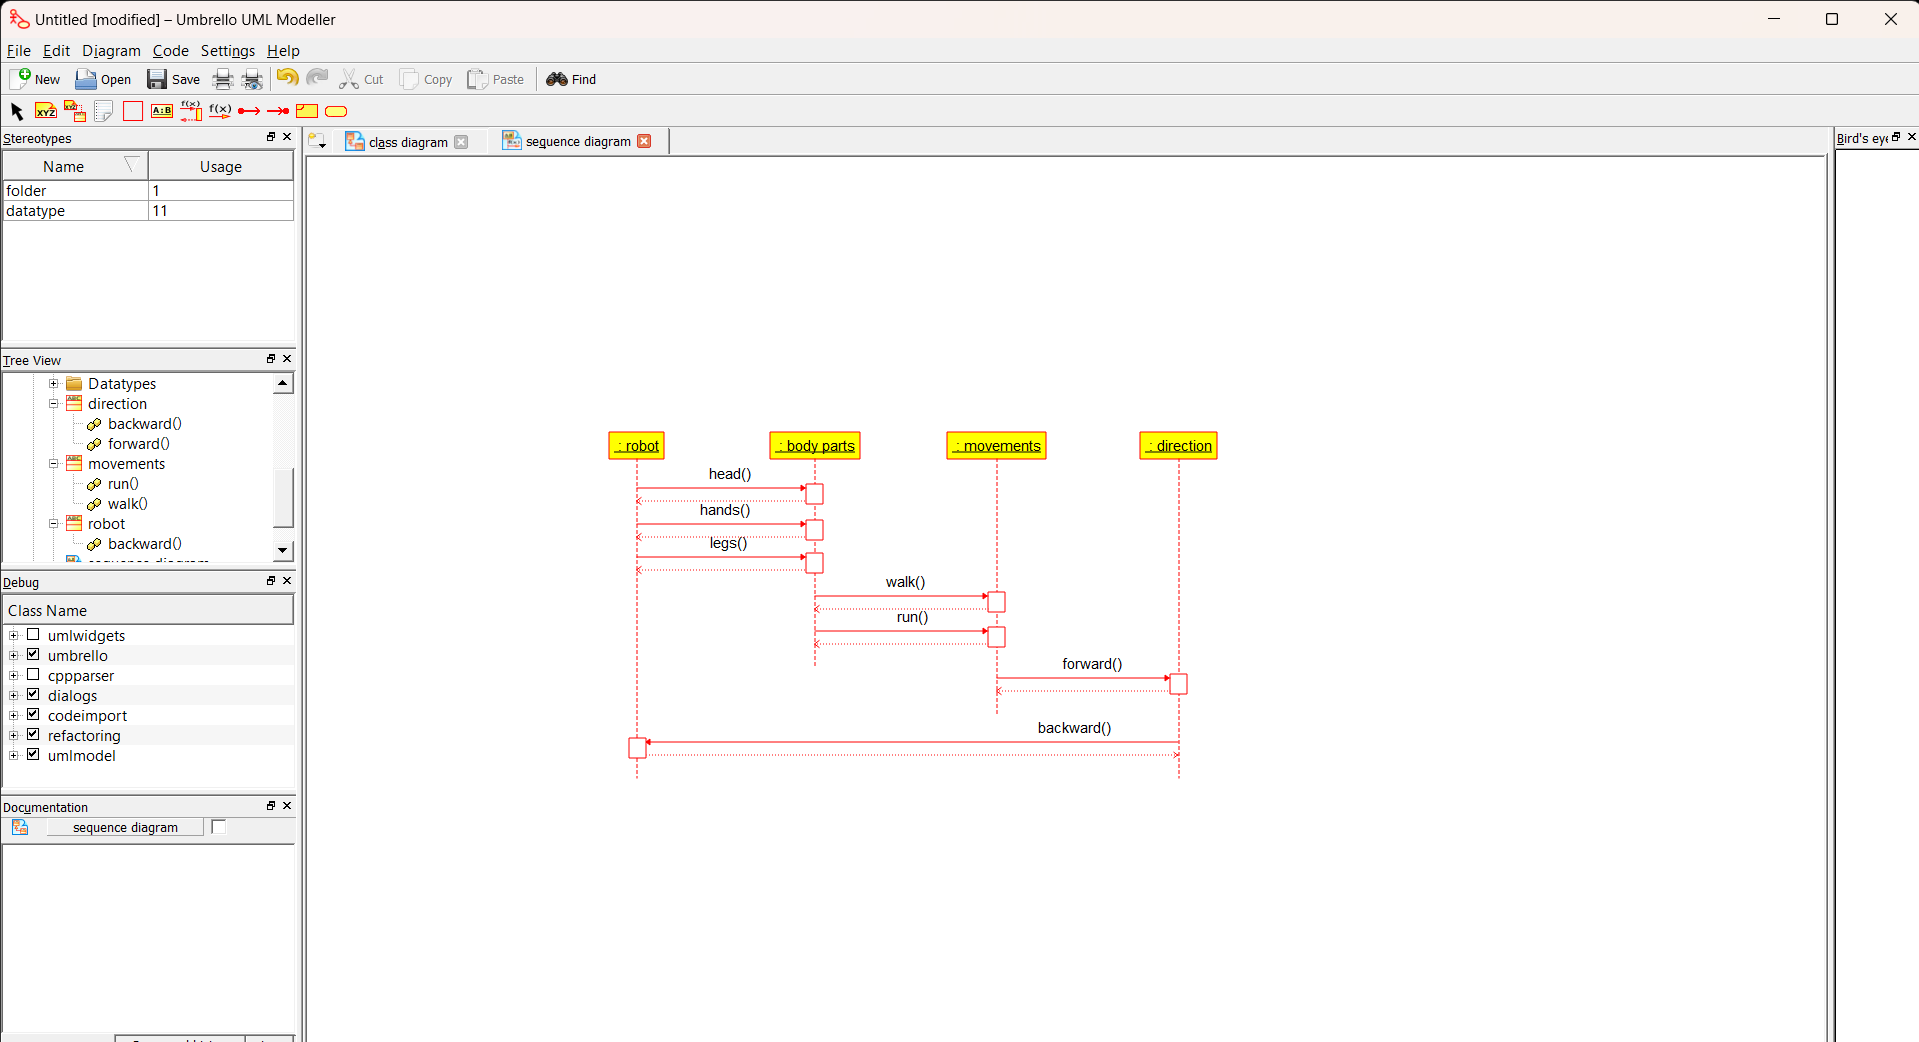 Untitled [modified] – Umbrello UML Modeller
File Edit Diagram Code Settings Help
New Open Save Cut Copy Paste Find
XYZ XYZ A:B f(x) f(x)
Stereotypes
Name Usage
folder 1
datatype 11
Tree View
Datatypes
direction
backward()
forward()
movements
run()
walk()
robot
backward()
Debug
Class Name
umlwidgets
umbrello
cppparser
dialogs
codeimport
refactoring
umlmodel
Documentation
sequence diagram
class diagram sequence diagram
: robot : body parts : movements : direction
head()
hands()
legs()
walk()
run()
forward()
backward()
Bird's eye